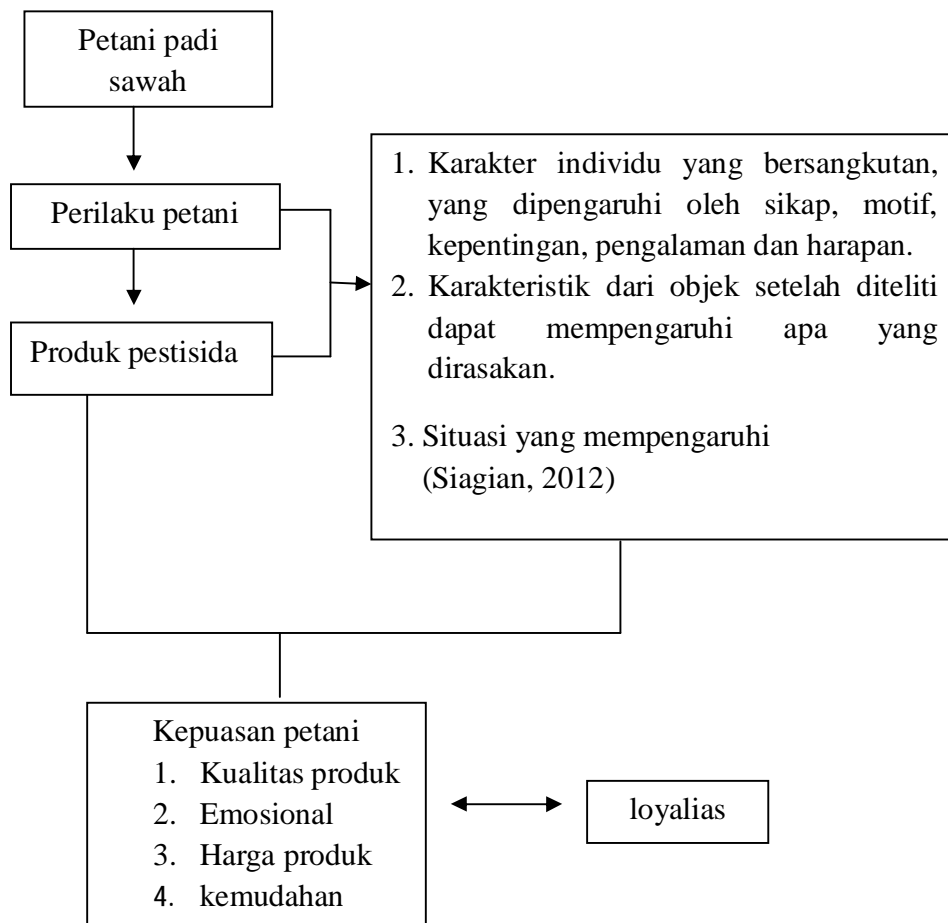 Petani padi
sawah
Perilaku petani
Produk pestisida
1. Karakter individu yang bersangkutan,
yang dipengaruhi oleh sikap, motif,
kepentingan, pengalaman dan harapan.
2. Karakteristik dari objek setelah diteliti
dapat mempengaruhi apa yang
dirasakan.
3. Situasi yang mempengaruhi
(Siagian, 2012)
Kepuasan petani
1. Kualitas produk
2. Emosional
3. Harga produk
4. kemudahan
loyalias